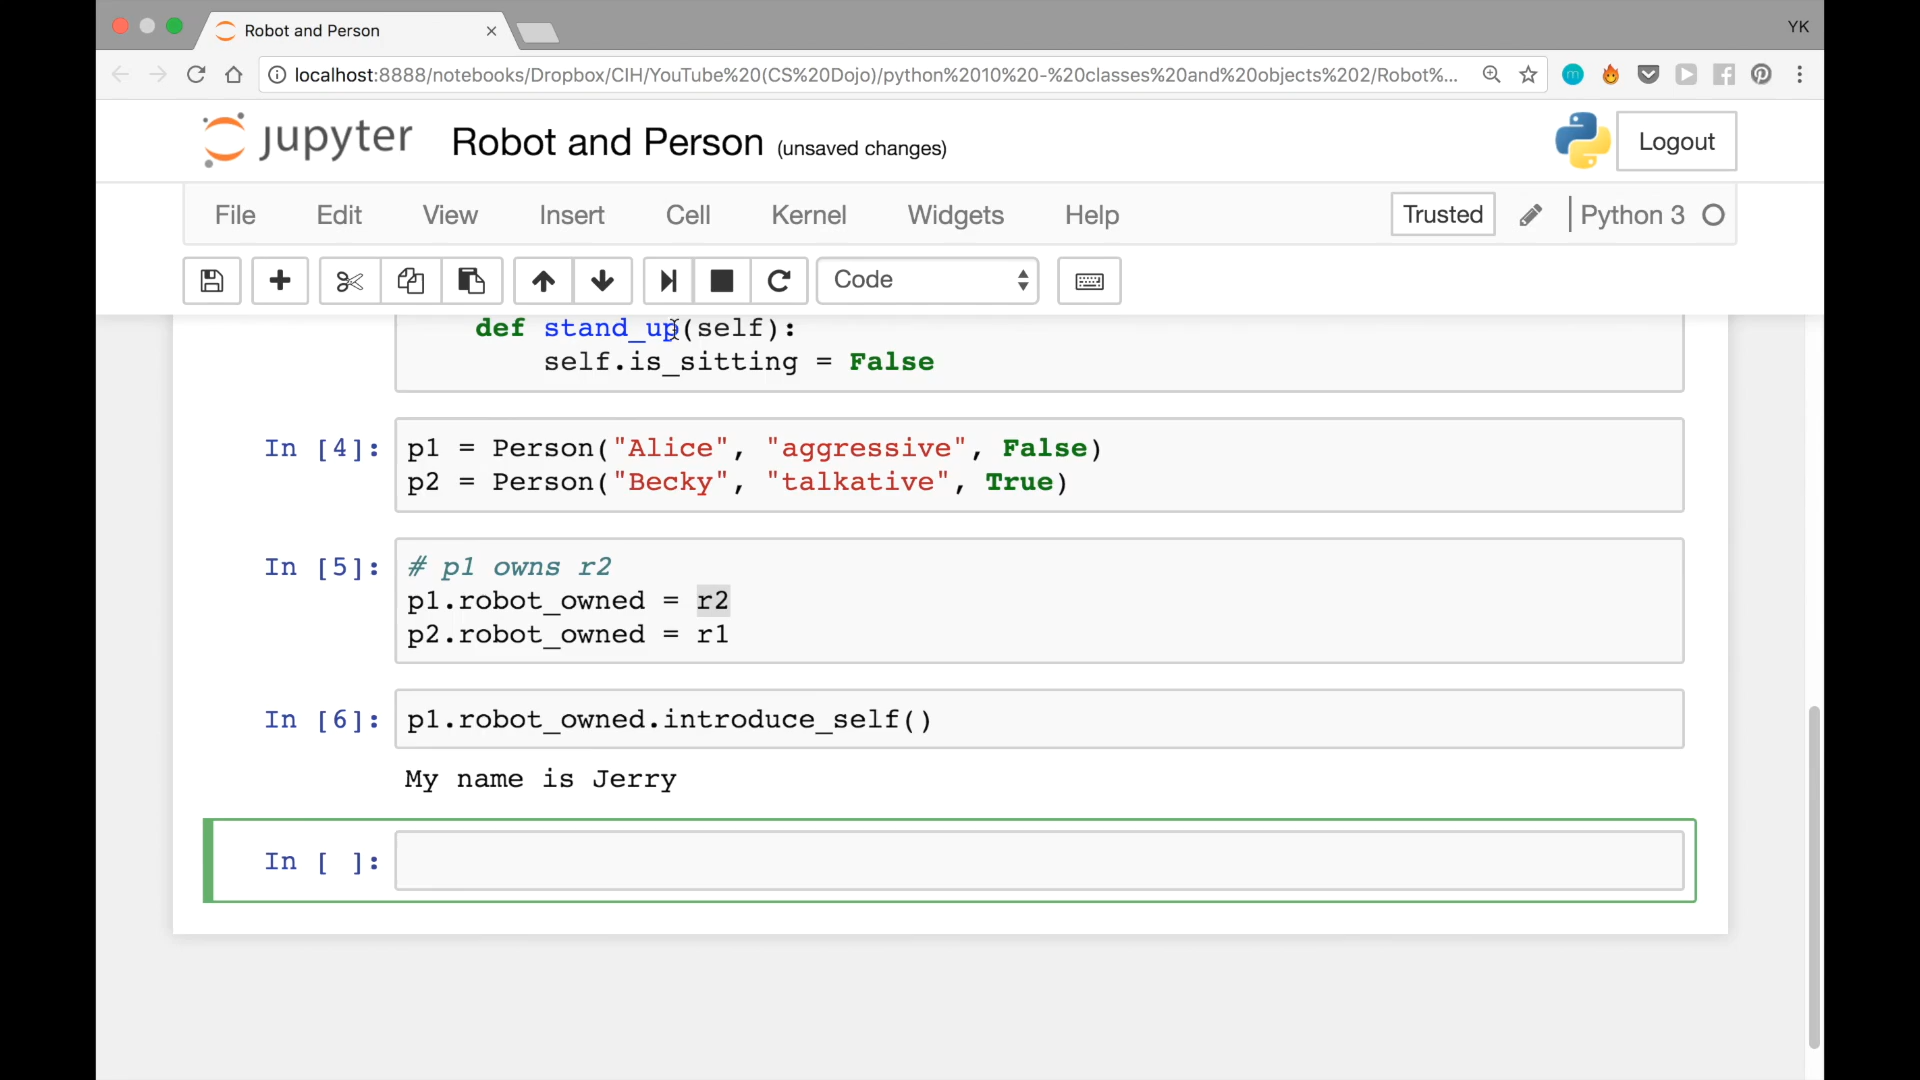 Robot and Person
YK
localhost:8888/notebooks/Dropbox/CIH/YouTube%20(CS%20Dojo)/python%2010%20-%20classes%20and%20objects%202/Robot%...
m
jupyter Robot and Person (unsaved changes) Logout
File Edit View Insert Cell Kernel Widgets Help Trusted Python 3
Code
def stand_up(self):
self.is_sitting = False
In [4]: p1 = Person("Alice", "aggressive", False)
p2 = Person("Becky", "talkative", True)
In [5]: # p1 owns r2
p1.robot_owned = r2
p2.robot_owned = r1
In [6]: p1.robot_owned.introduce_self()
My name is Jerry
In [ ]: